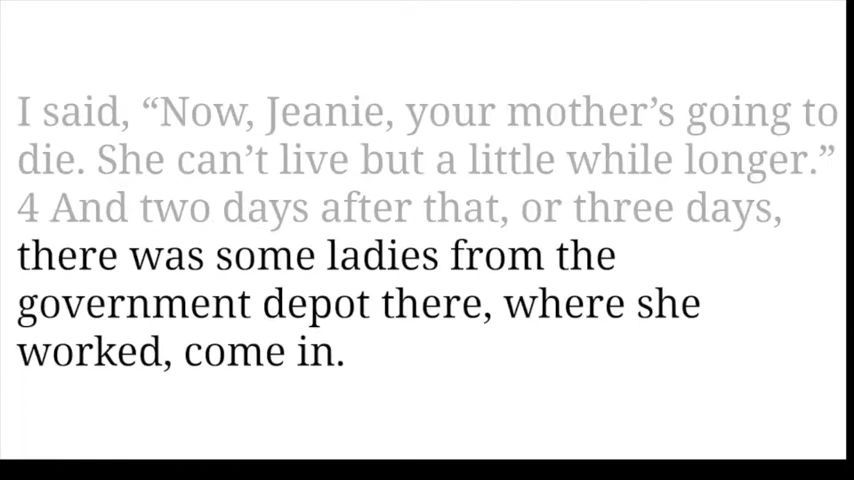 I said, “Now, Jeanie, your mother’s going to
die. She can’t live but a little while longer.”
4 And two days after that, or three days,
there was some ladies from the
government depot there, where she
worked, come in.